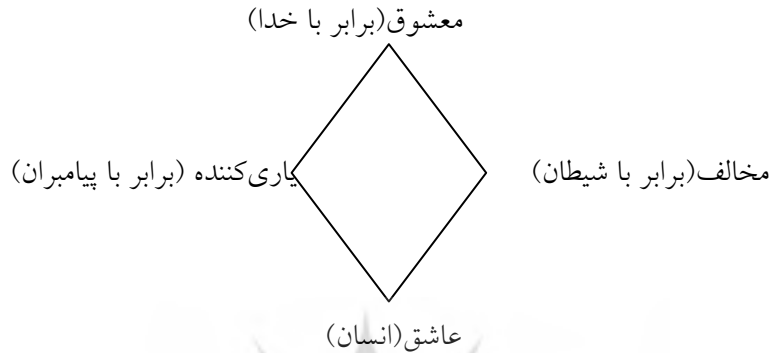 معشوق(برابر با خدا)
مخالف(برابر با شیطان)
یاری‌کننده (برابر با پیامبران)
عاشق(انسان)